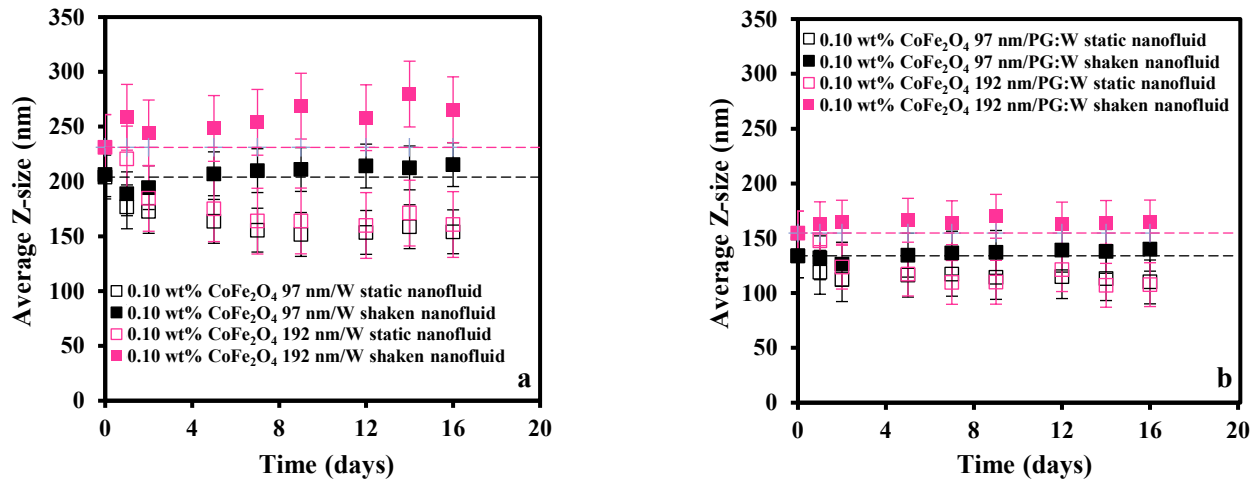 350
300
250
200
150
100
50
0
Average Z-size (nm)
0.10 wt% CoFe₂O₄ 97 nm/W static nanofluid
0.10 wt% CoFe₂O₄ 97 nm/W shaken nanofluid
0.10 wt% CoFe₂O₄ 192 nm/W static nanofluid
0.10 wt% CoFe₂O₄ 192 nm/W shaken nanofluid
a
0 4 8 12 16 20
Time (days)
350
300
250
200
150
100
50
0
Average Z-size (nm)
0.10 wt% CoFe₂O₄ 97 nm/PG:W static nanofluid
0.10 wt% CoFe₂O₄ 97 nm/PG:W shaken nanofluid
0.10 wt% CoFe₂O₄ 192 nm/PG:W static nanofluid
0.10 wt% CoFe₂O₄ 192 nm/PG:W shaken nanofluid
b
0 4 8 12 16 20
Time (days)